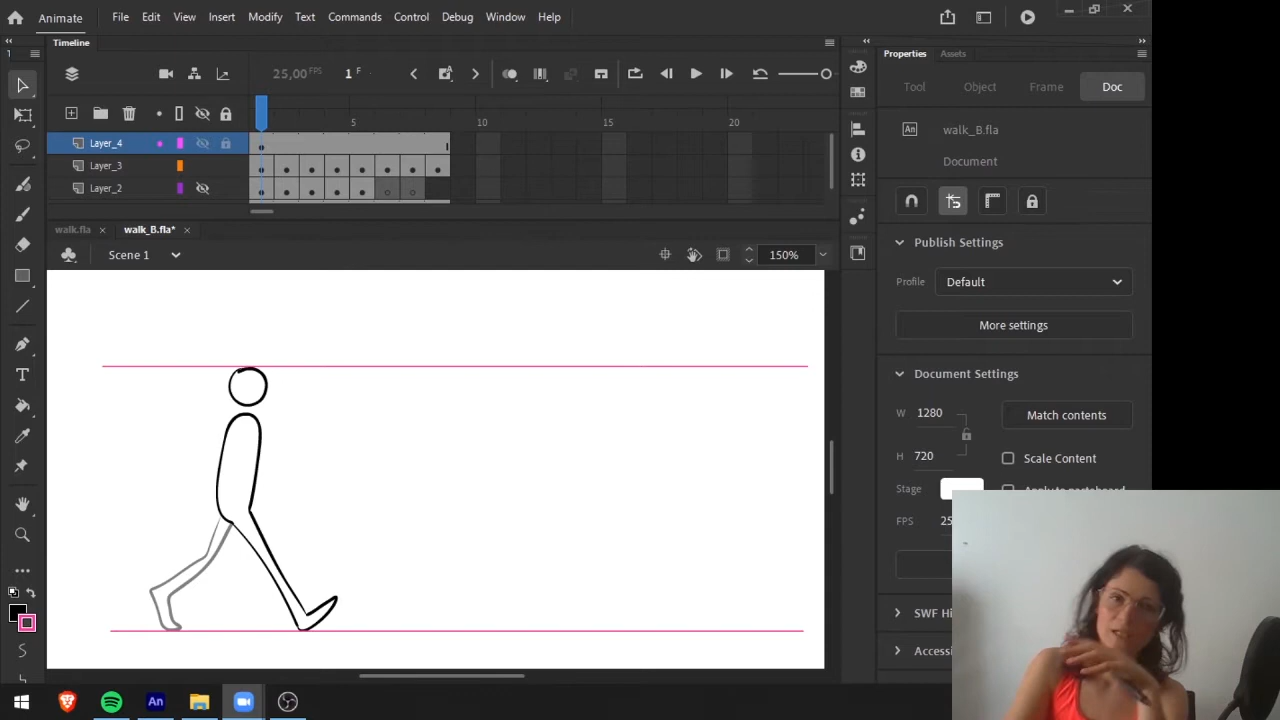 Animate File Edit View Insert Modify Text Commands Control Debug Window Help
Timeline
25,00 FPS 1 F
5 10 15 20
Layer_4
Layer_3
Layer_2
walk.fla walk_B.fla*
Scene 1 150%
Properties Assets
Tool Object Frame Doc
An walk_B.fla
Document
Publish Settings
Profile Default
More settings
Document Settings
W 1280 Match contents
H 720 Scale Content
Stage
FPS 25
SWF Hi
Accessi
An